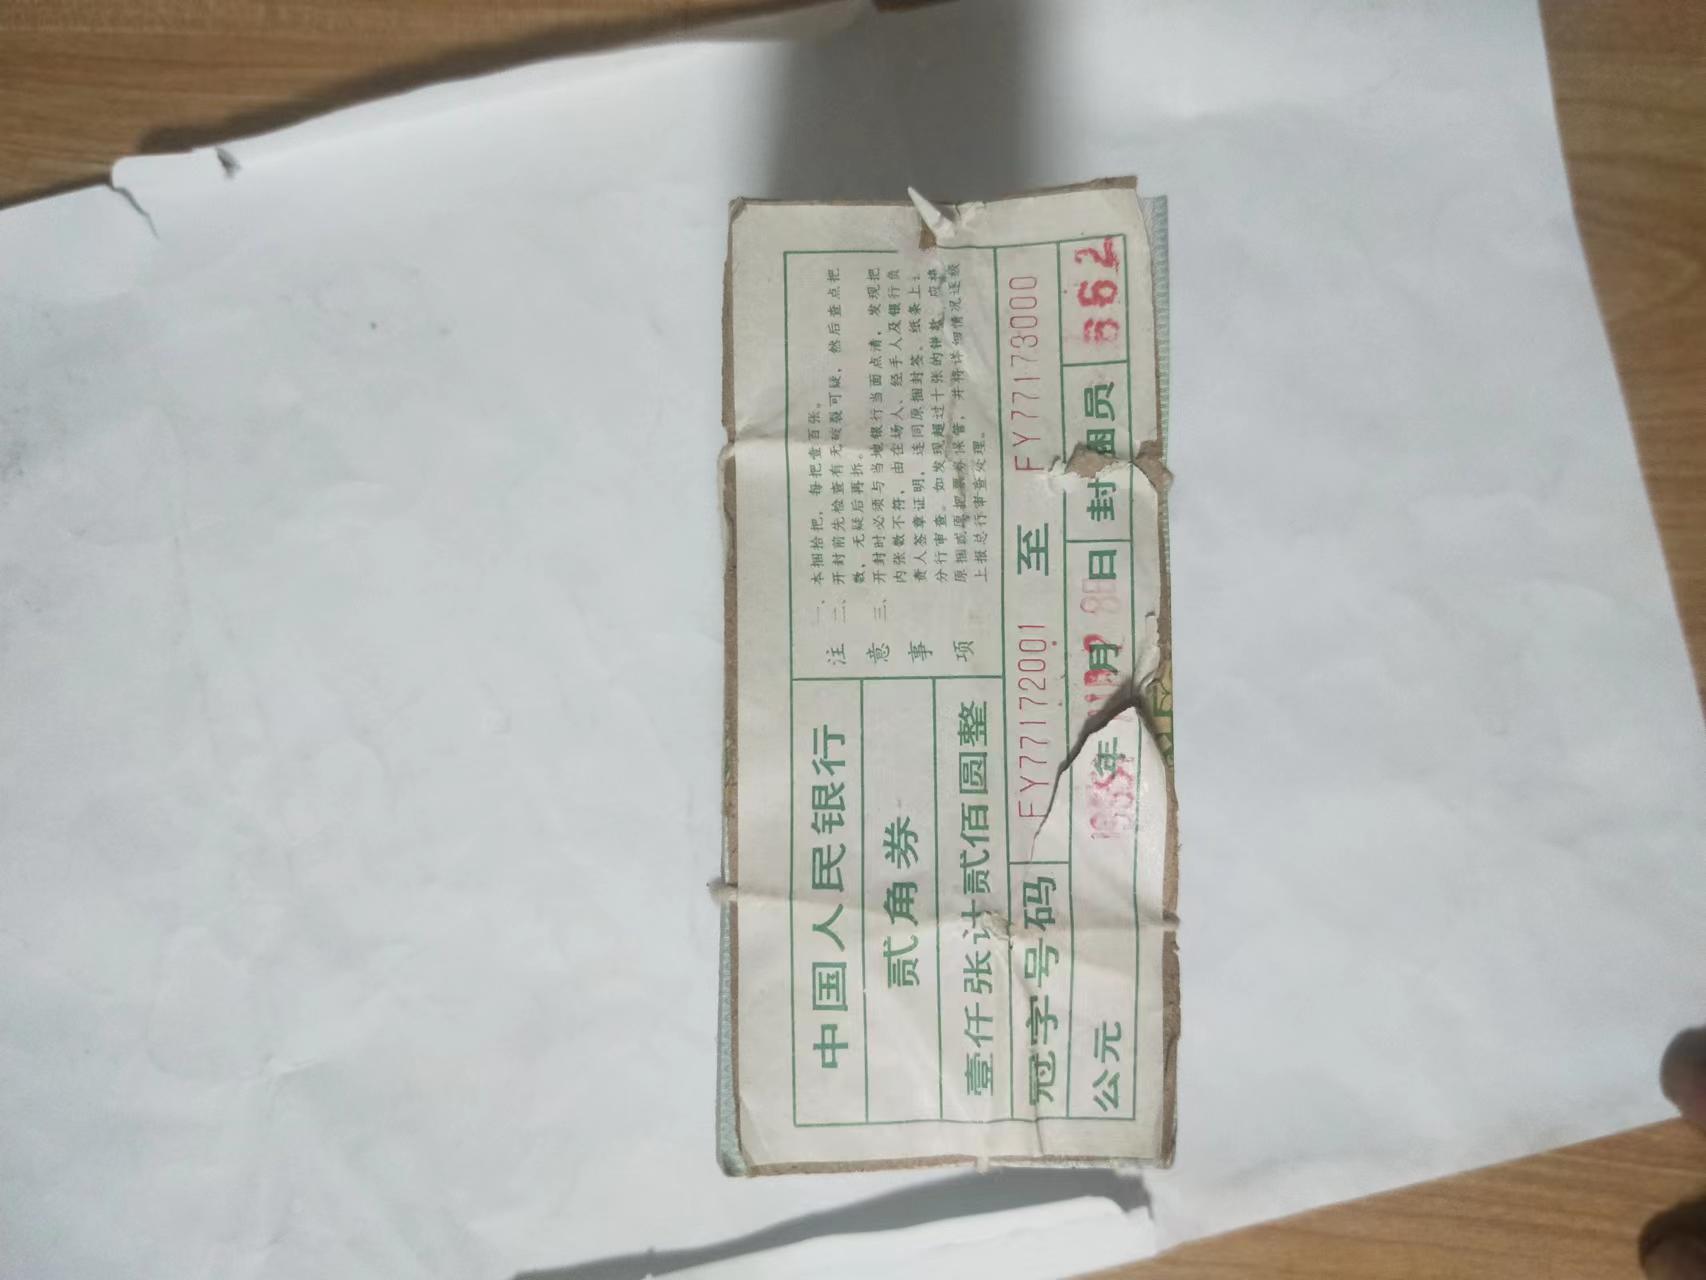 中国人民银行
贰角券
壹仟张计贰佰圆整
注意事项
一、本捆拾把，每把壹百张。
二、开封前先检查有无破裂可疑，然后查点把
数，无疑后再拆。
三、开封时必须与当地银行当面点清，发现把
内张数不符，由在场人、经手人及银行负
责人签章证明，连同原捆封签、纸条上
分行审查。如发现超过十张的错款，应将
原捆或原把票券保管，并将详细情况逐级
上报总行审查处理。
冠字号码 FY77172001 至 FY77173000
公元 年 月 日 封捆员 662